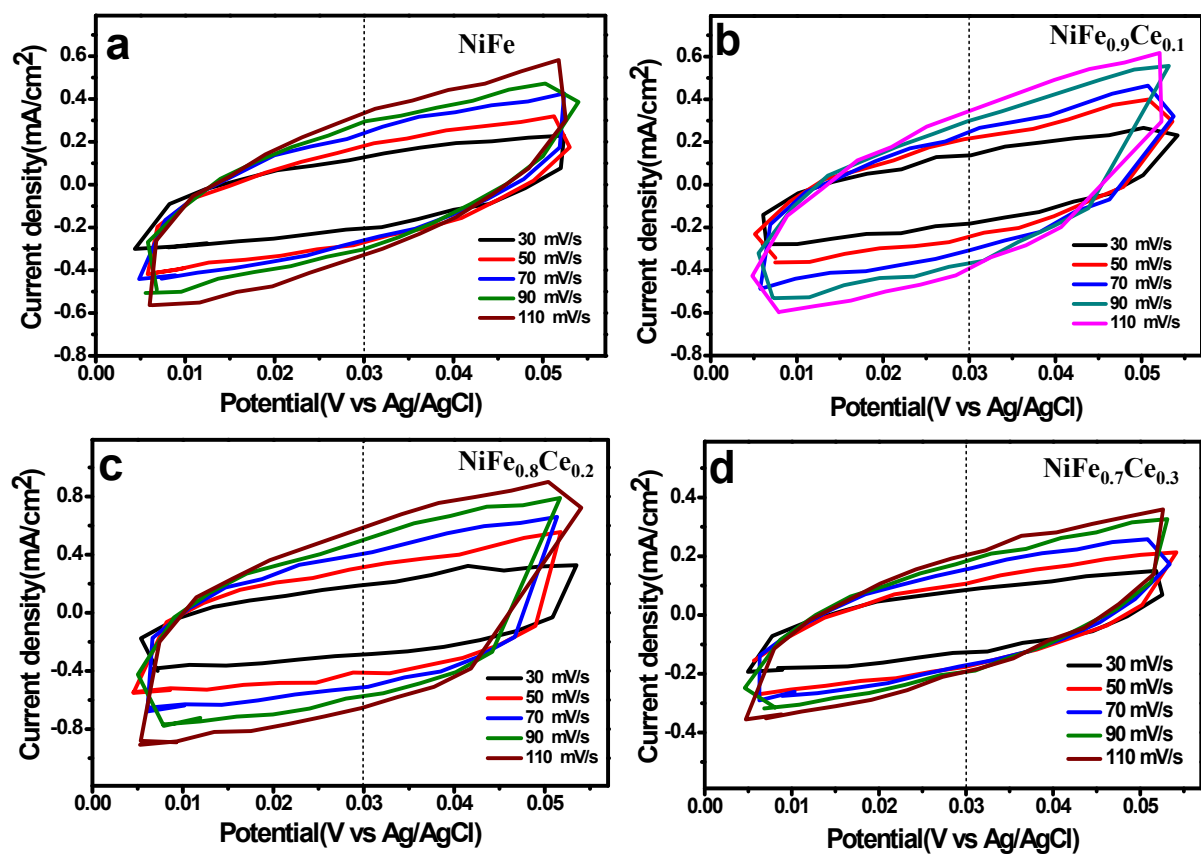 a
NiFe
Current density(mA/cm²)
0.6
0.4
0.2
0.0
-0.2
-0.4
-0.6
-0.8
30 mV/s
50 mV/s
70 mV/s
90 mV/s
110 mV/s
0.00 0.01 0.02 0.03 0.04 0.05
Potential(V vs Ag/AgCl)
b
NiFe₀.₉Ce₀.₁
Current density(mA/cm²)
0.6
0.4
0.2
0.0
-0.2
-0.4
-0.6
-0.8
30 mV/s
50 mV/s
70 mV/s
90 mV/s
110 mV/s
0.00 0.01 0.02 0.03 0.04 0.05
Potential(V vs Ag/AgCl)
c
NiFe₀.₈Ce₀.₂
Current density(mA/cm²)
0.8
0.4
0.0
-0.4
-0.8
30 mV/s
50 mV/s
70 mV/s
90 mV/s
110 mV/s
0.00 0.01 0.02 0.03 0.04 0.05
Potential(V vs Ag/AgCl)
d
NiFe₀.₇Ce₀.₃
Current density(mA/cm²)
0.4
0.2
0.0
-0.2
-0.4
30 mV/s
50 mV/s
70 mV/s
90 mV/s
110 mV/s
0.00 0.01 0.02 0.03 0.04 0.05
Potential(V vs Ag/AgCl)